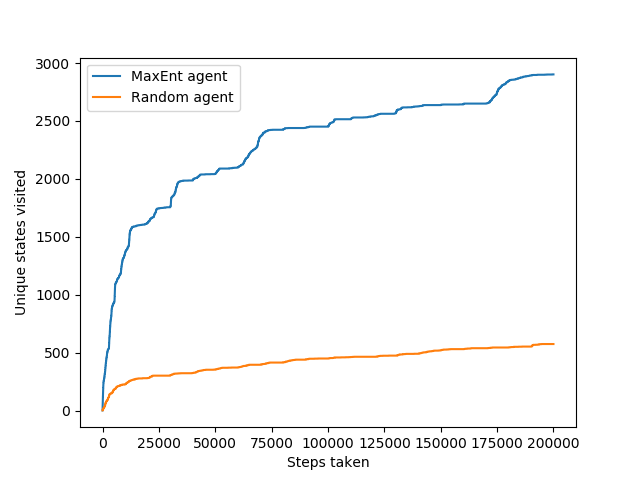 MaxEnt agent
Random agent
3000
2500
2000
1500
1000
500
0
Unique states visited
0 25000 50000 75000 100000 125000 150000 175000 200000
Steps taken